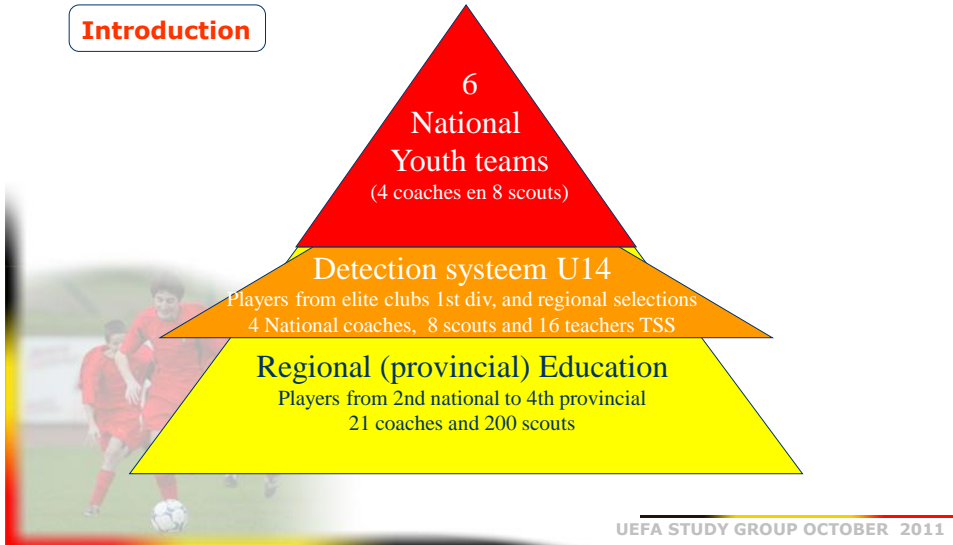 Introduction
6
National
Youth teams
(4 coaches en 8 scouts)
Detection systeem U14
Players from elite clubs 1st div, and regional selections
4 National coaches, 8 scouts and 16 teachers TSS
Regional (provincial) Education
Players from 2nd national to 4th provincial
21 coaches and 200 scouts
UEFA STUDY GROUP OCTOBER 2011